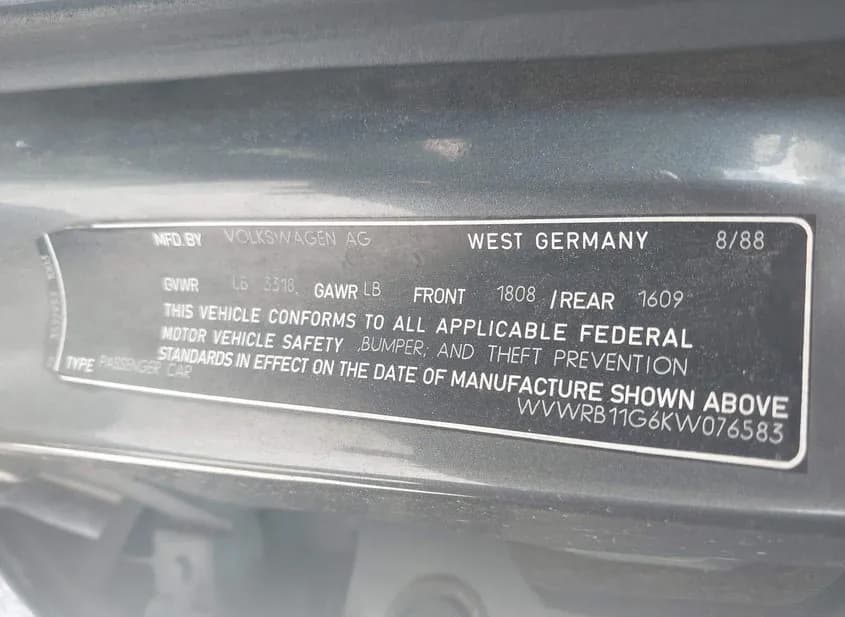 MFD.BY VOLKSWAGEN AG WEST GERMANY 8/88
GVWR LB 3318. GAWR LB FRONT 1808 /REAR 1609
THIS VEHICLE CONFORMS TO ALL APPLICABLE FEDERAL
MOTOR VEHICLE SAFETY ,BUMPER, AND THEFT PREVENTION
STANDARDS IN EFFECT ON THE DATE OF MANUFACTURE SHOWN ABOVE
TYPE PASSENGER CAR WVWRB11G6KW076583